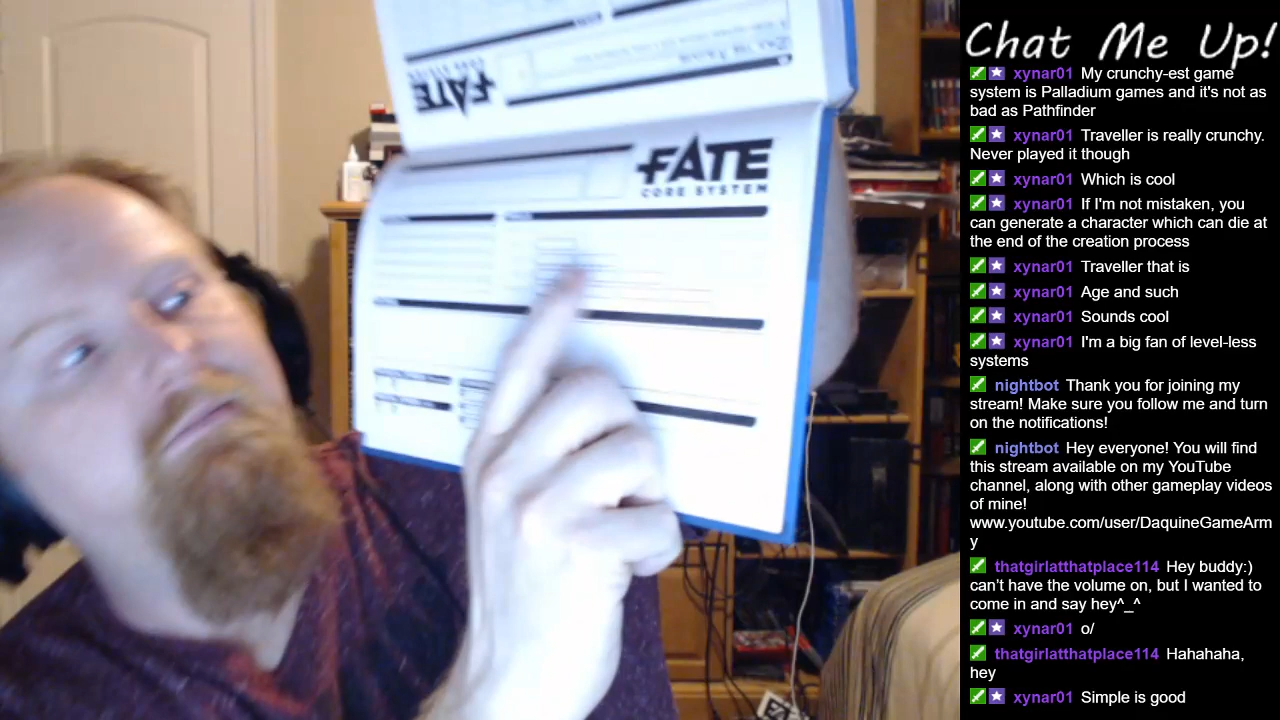 FATE
CORE SYSTEM
FATE
CORE SYSTEM
Chat Me Up!
xynar01 My crunchy-est game
system is Palladium games and it's not as
bad as Pathfinder
xynar01 Traveller is really crunchy.
Never played it though
xynar01 Which is cool
xynar01 If I'm not mistaken, you
can generate a character which can die at
the end of the creation process
xynar01 Traveller that is
xynar01 Age and such
xynar01 Sounds cool
xynar01 I'm a big fan of level-less
systems
nightbot Thank you for joining my
stream! Make sure you follow me and turn
on the notifications!
nightbot Hey everyone! You will find
this stream available on my YouTube
channel, along with other gameplay videos
of mine!
www.youtube.com/user/DaquineGameArm
y
thatgirlatthatplace114 Hey buddy:)
can't have the volume on, but I wanted to
come in and say hey^_^
xynar01 o/
thatgirlatthatplace114 Hahahaha,
hey
xynar01 Simple is good